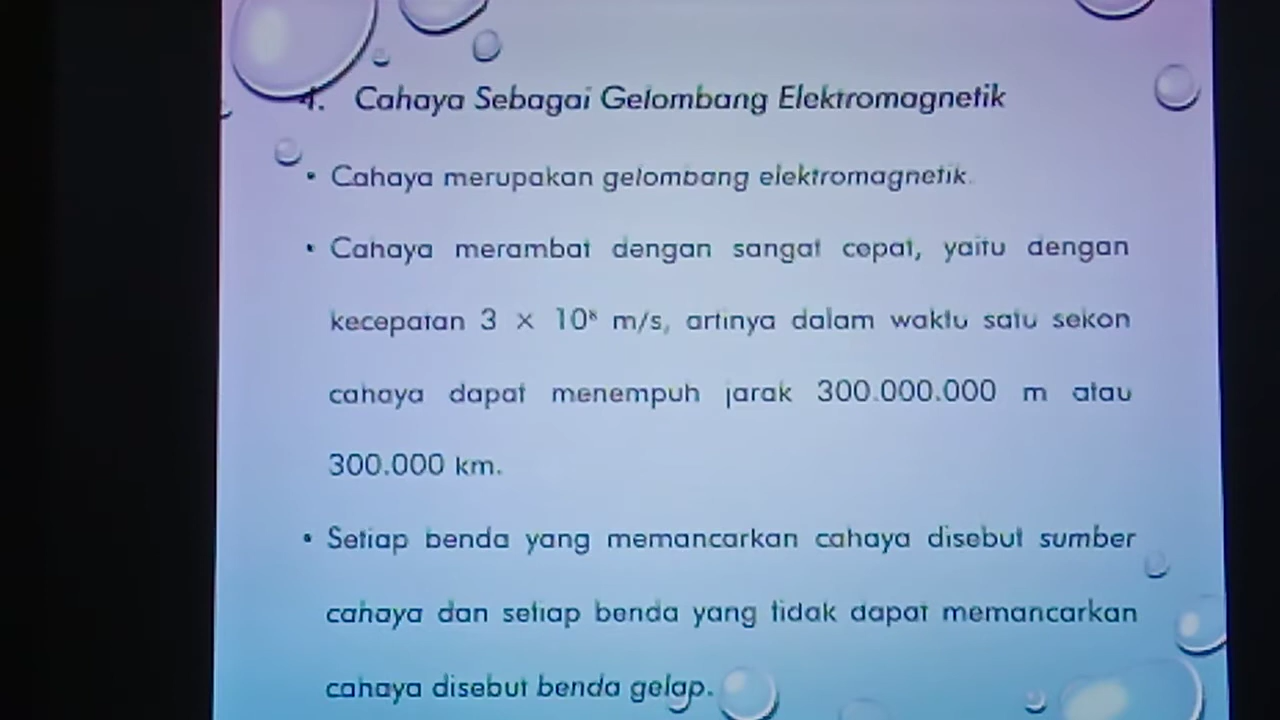 4. Cahaya Sebagai Gelombang Elektromagnetik
• Cahaya merupakan gelombang elektromagnetik.
• Cahaya merambat dengan sangat cepat, yaitu dengan
kecepatan 3 × 10⁸ m/s, artinya dalam waktu satu sekon
cahaya dapat menempuh jarak 300.000.000 m atau
300.000 km.
• Setiap benda yang memancarkan cahaya disebut sumber
cahaya dan setiap benda yang tidak dapat memancarkan
cahaya disebut benda gelap.